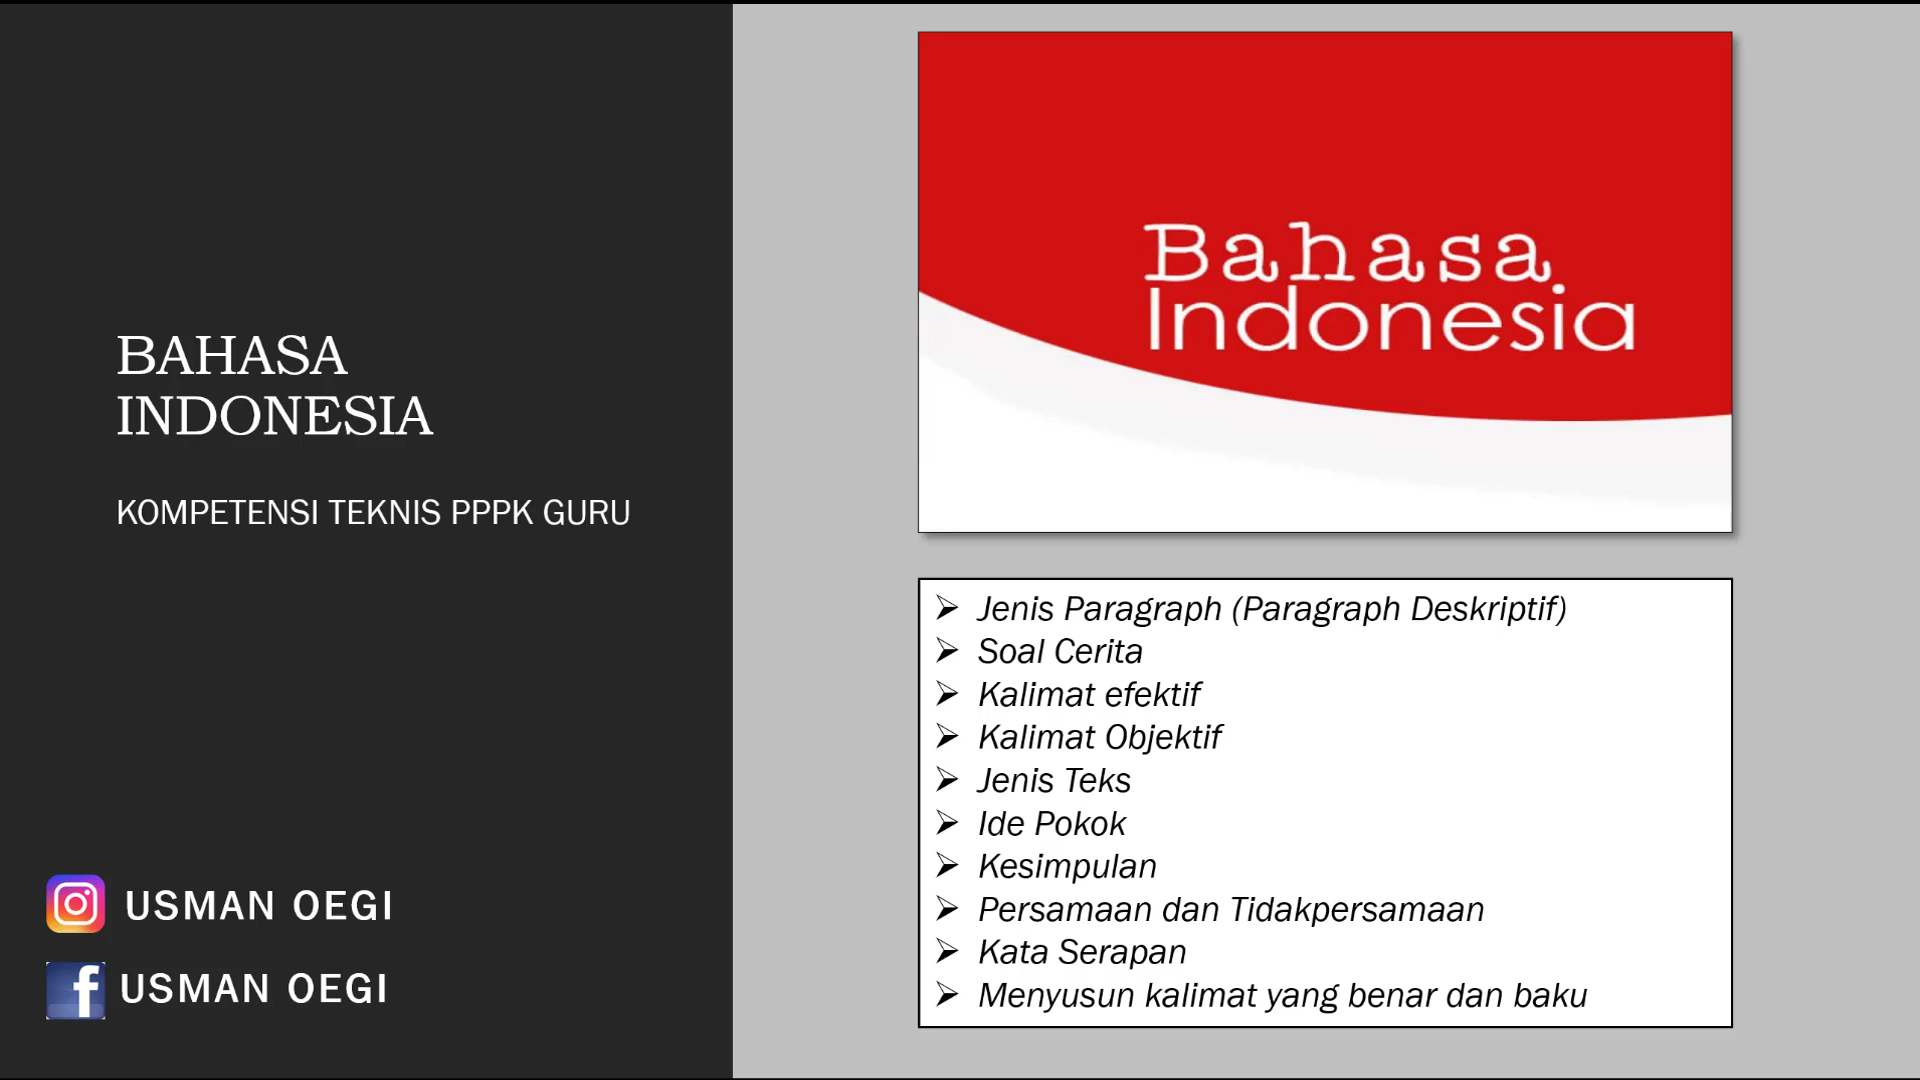 BAHASA
INDONESIA
KOMPETENSI TEKNIS PPPK GURU
USMAN OEGI
USMAN OEGI
Bahasa
Indonesia
Jenis Paragraph (Paragraph Deskriptif)
Soal Cerita
Kalimat efektif
Kalimat Objektif
Jenis Teks
Ide Pokok
Kesimpulan
Persamaan dan Tidakpersamaan
Kata Serapan
Menyusun kalimat yang benar dan baku